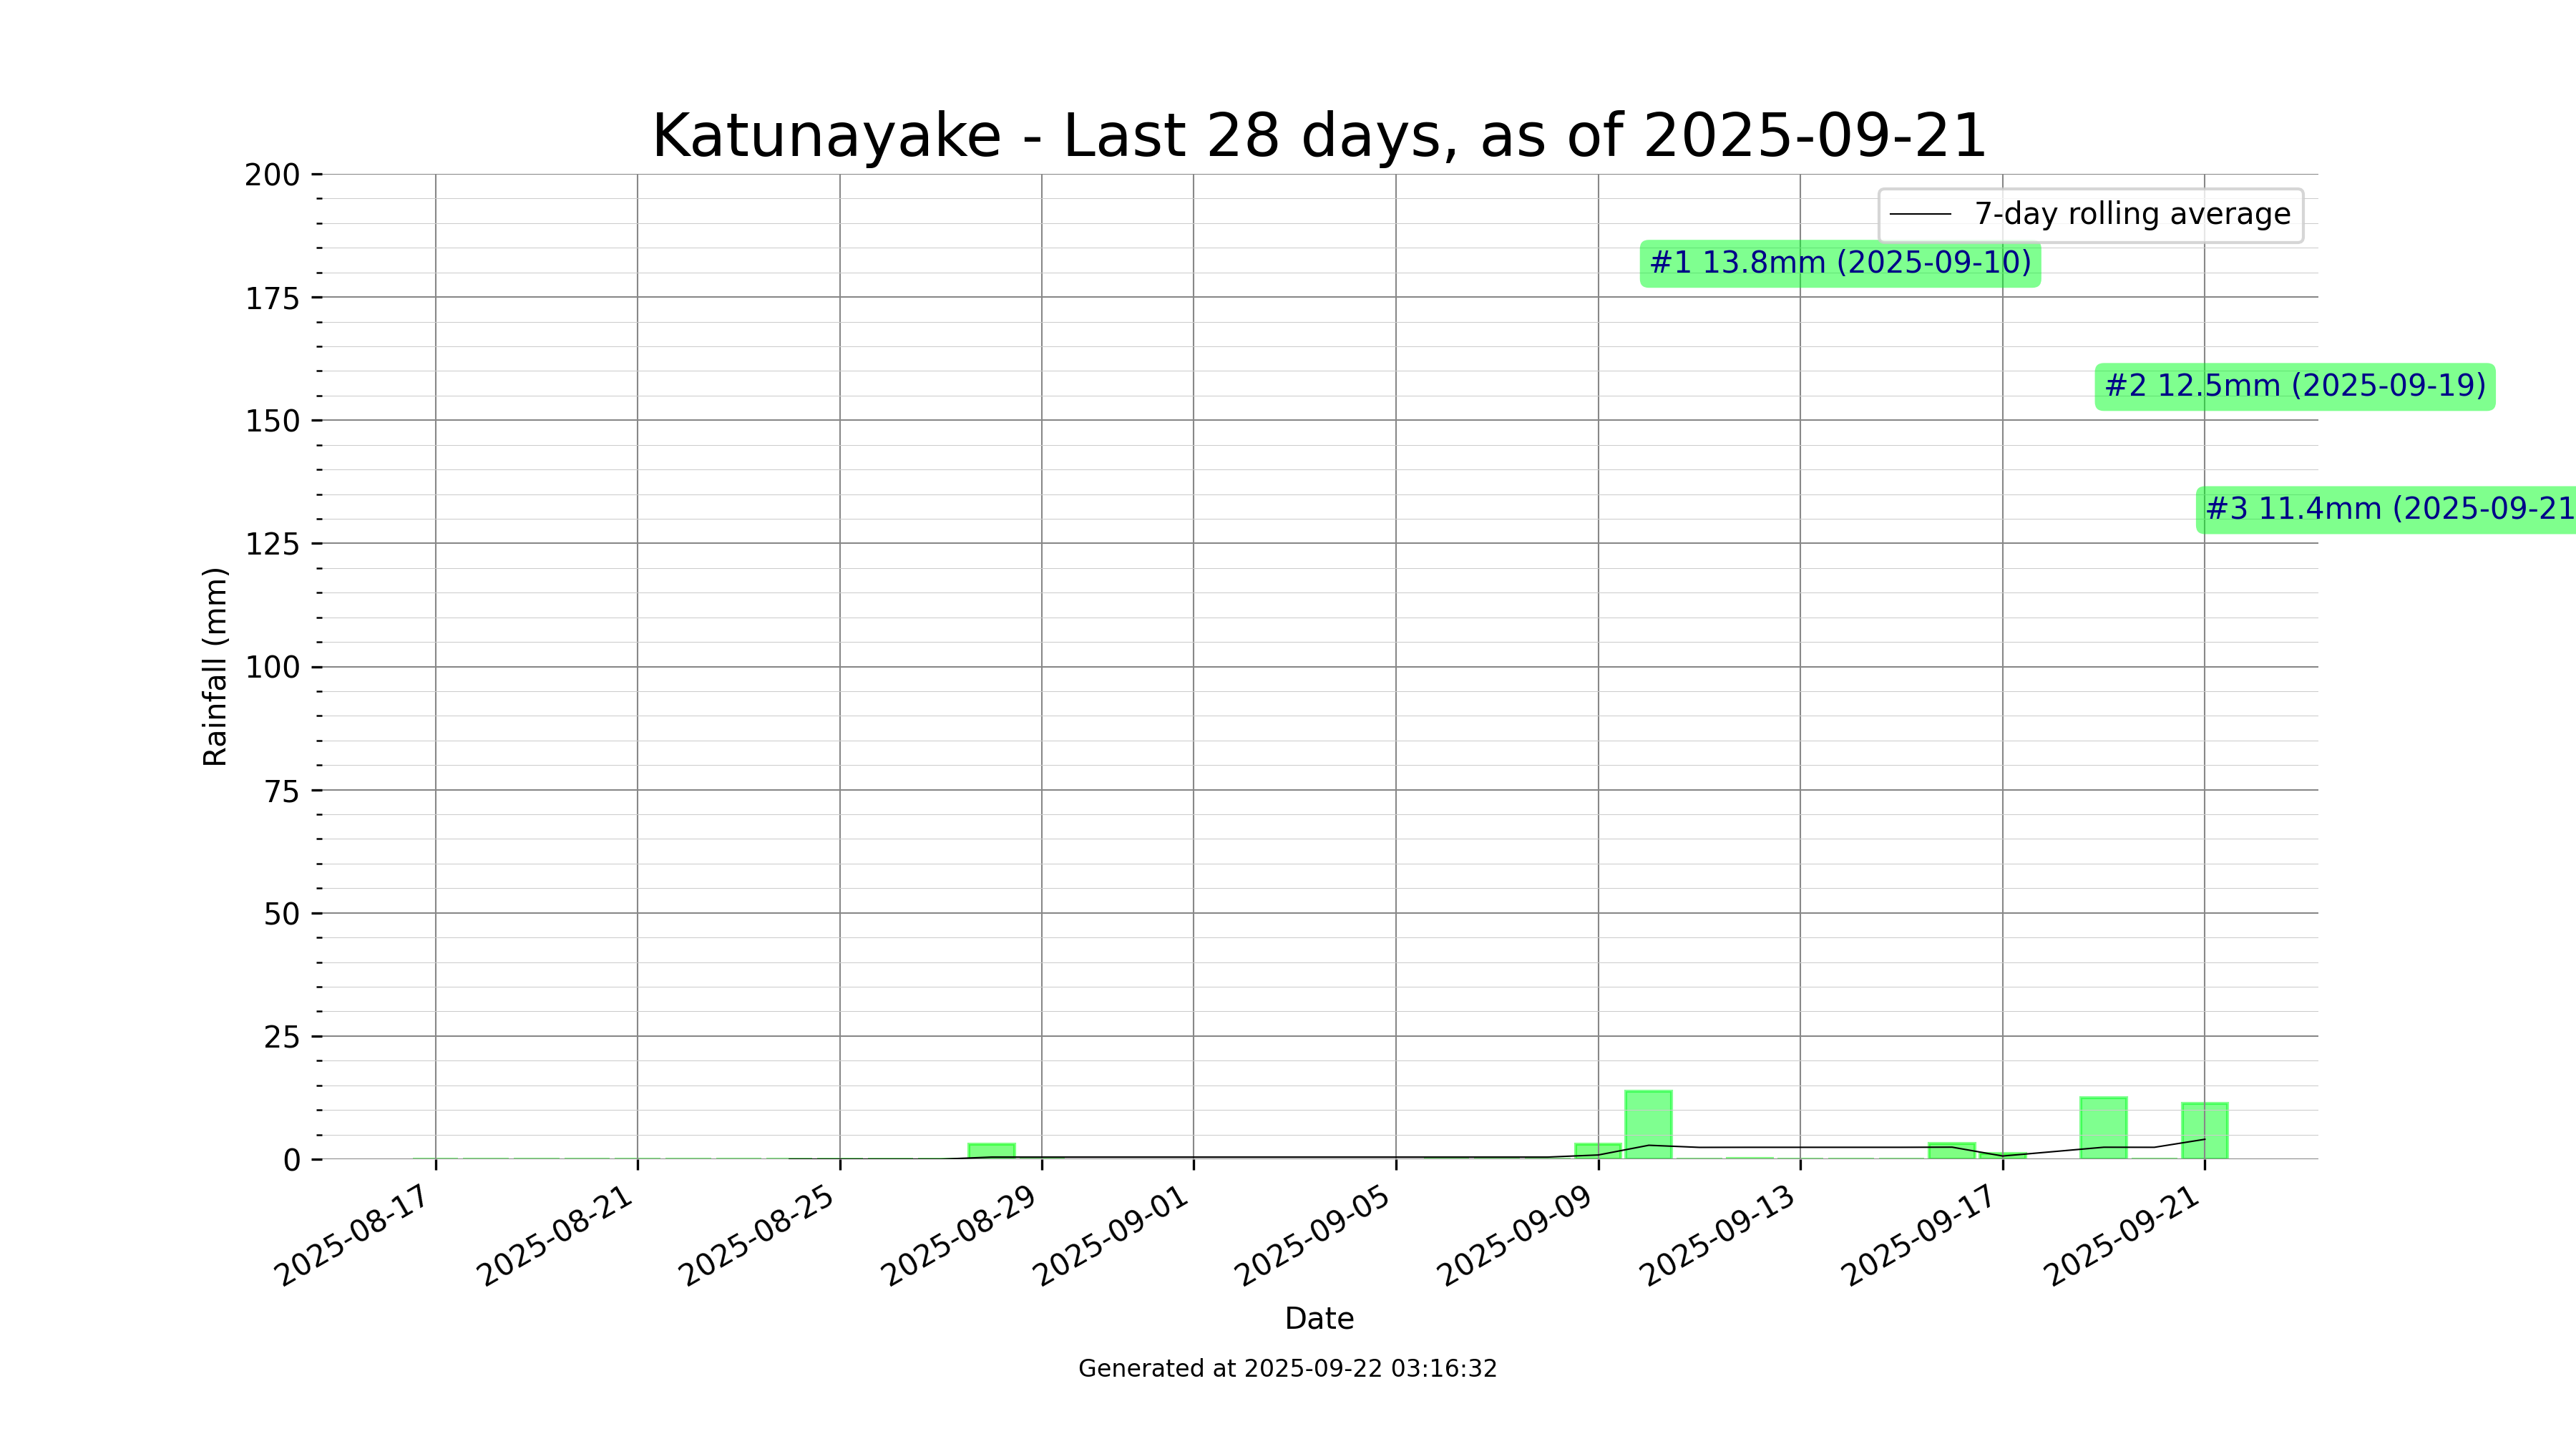 Katunayake - Last 28 days, as of 2025-09-21
7-day rolling average
#1 13.8mm (2025-09-10)
#2 12.5mm (2025-09-19)
#3 11.4mm (2025-09-21
Rainfall (mm)
200
175
150
125
100
75
50
25
0
2025-08-17
2025-08-21
2025-08-25
2025-08-29
2025-09-01
2025-09-05
2025-09-09
2025-09-13
2025-09-17
2025-09-21
Date
Generated at 2025-09-22 03:16:32